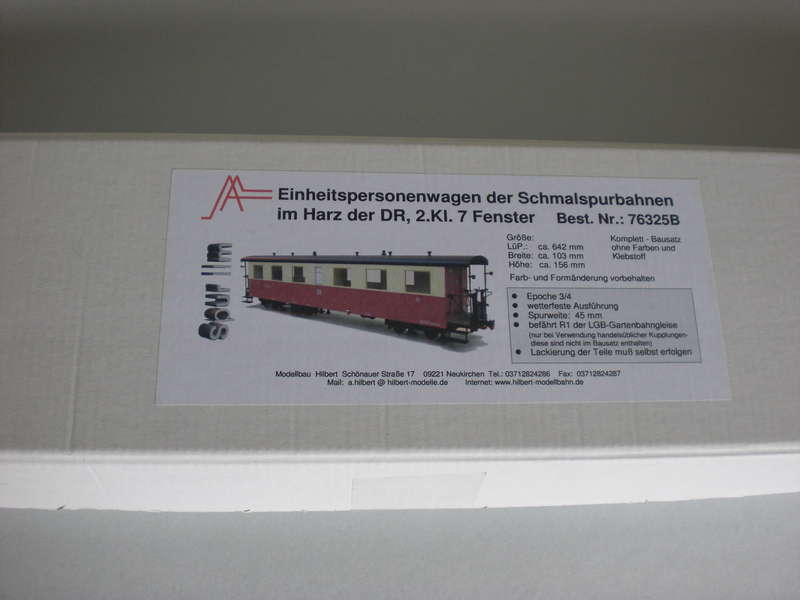 Einheitspersonenwagen der Schmalspurbahnen
im Harz der DR, 2.Kl. 7 Fenster Best. Nr.: 76325B
Größe:
LüP.: ca. 642 mm
Breite: ca. 103 mm
Höhe: ca. 156 mm
Komplett - Bausatz
ohne Farben und
Klebstoff
Farb- und Formänderung vorbehalten
● Epoche 3/4
● wetterfeste Ausführung
● Spurweite: 45 mm
● befährt R1 der LGB-Gartenbahngleise
(nur bei Verwendung handelsüblicher Kupplungen-
diese sind nicht im Bausatz enthalten)
● Lackierung der Teile muß selbst erfolgen
Modellbau Hilbert Schönauer Straße 17 09221 Neukirchen Tel.: 03712824286 Fax: 03712824287
Mail: a.hilbert @ hilbert-modelle.de Internet: www.hilbert-modellbahn.de